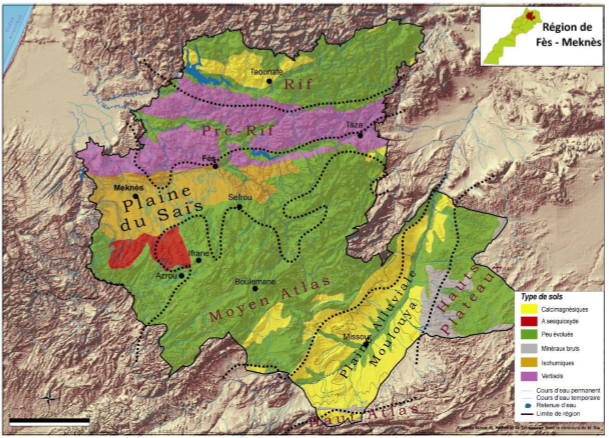 Région de
Fès - Meknès
Taounate
Rif
Pré-Rif
Taza
Fès
Meknès
Plaine
du Saïs
Sefrou
Ifrane
Azrou
Boulemane
Moyen Atlas
Missour
Plaine Alluviale
Moulouya
Hauts
Plateaux
Haut Atlas
Type de sols
Calcimagnésiques
A sesquioxyde
Peu évolués
Minéraux bruts
Isohumiques
Vertisols
Cours d'eau permanent
Cours d'eau temporaire
Retenue d'eau
Limite de région